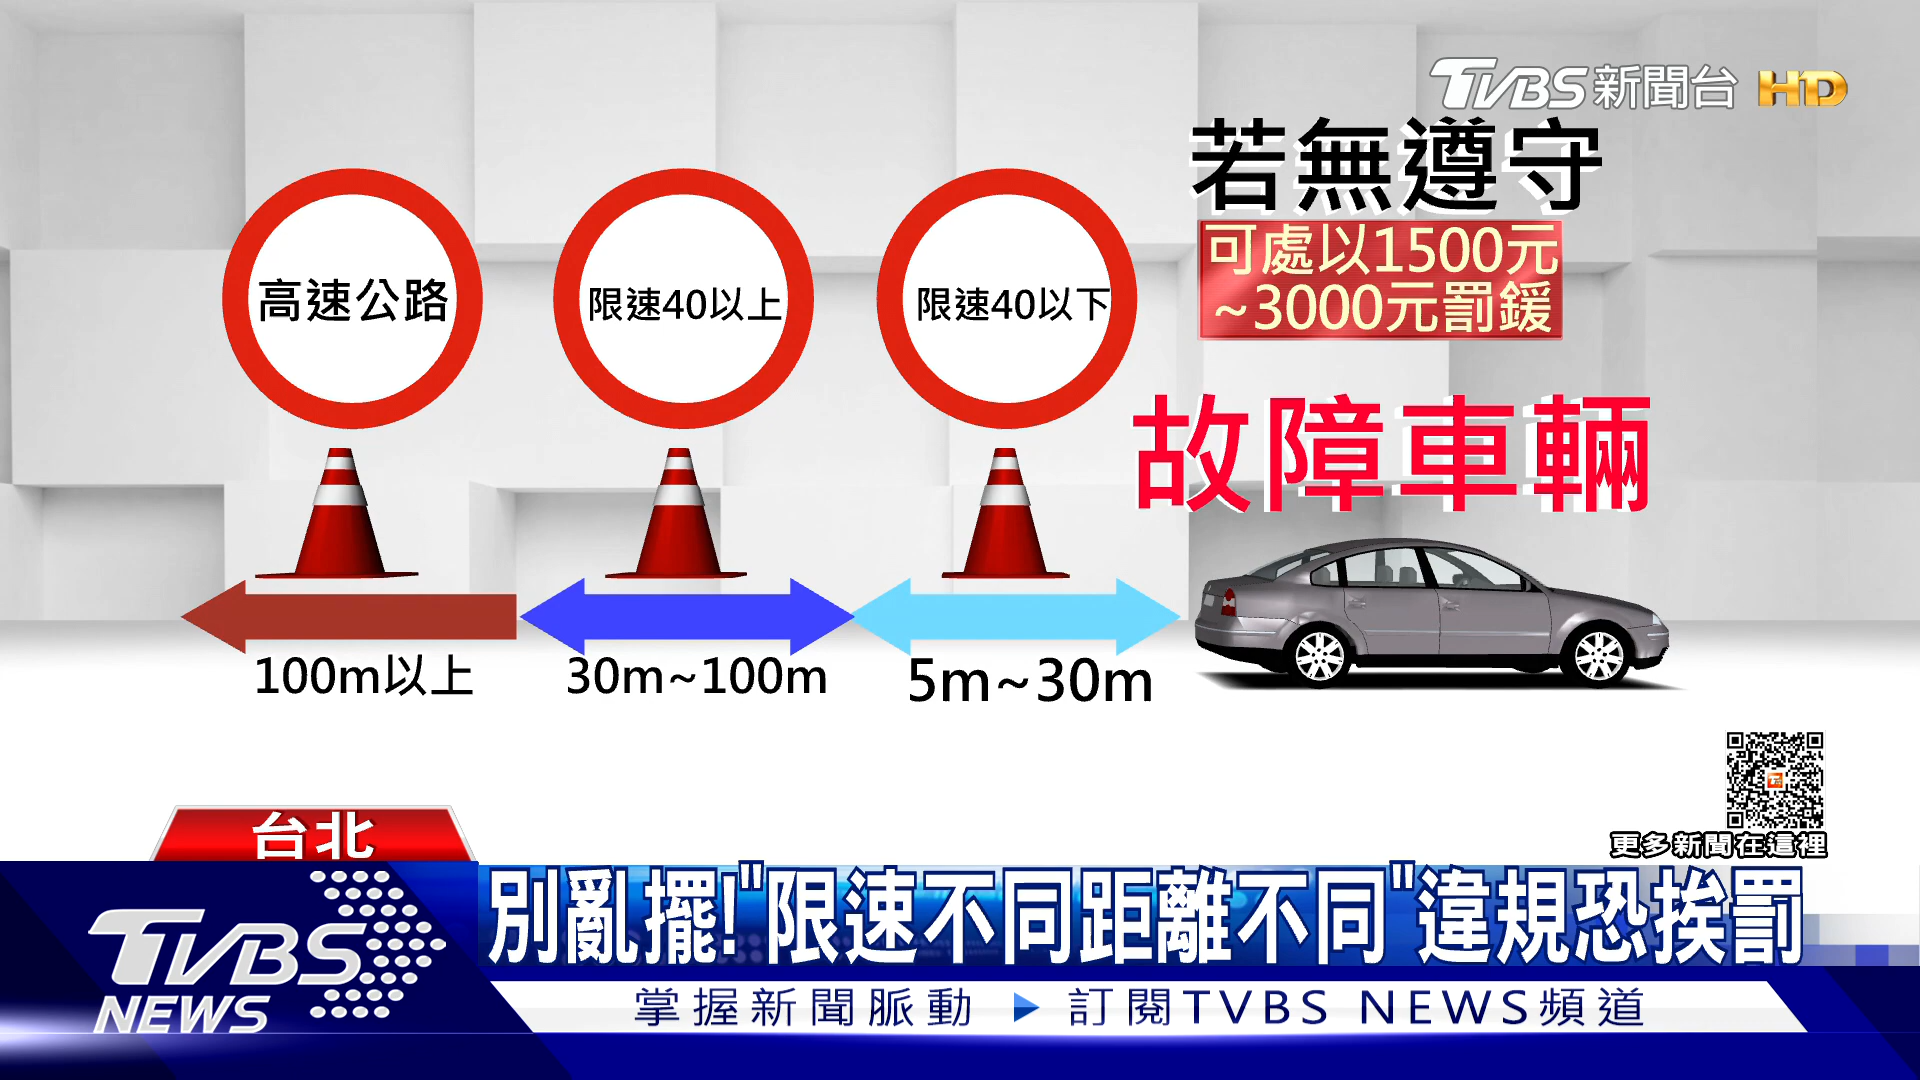 TVBS新聞台 HD
若無遵守
可處以1500元
~3000元罰鍰
高速公路
限速40以上
限速40以下
故障車輛
100m以上
30m~100m
5m~30m
更多新聞在這裡
台北
別亂擺!"限速不同距離不同"違規恐挨罰
TVBS
NEWS
掌握新聞脈動 ▶ 訂閱TVBS NEWS頻道